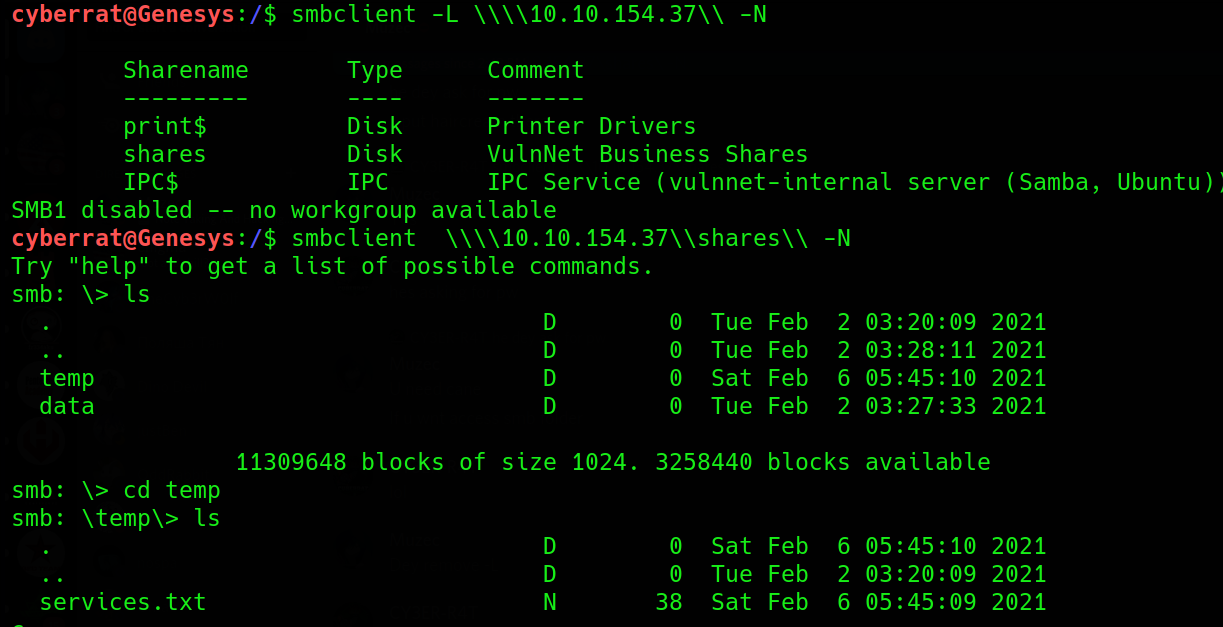 cyberrat@Genesys:/$ smbclient -L \\\\10.10.154.37\\ -N
Sharename Type Comment
--------- ---- -------
print$ Disk Printer Drivers
shares Disk VulnNet Business Shares
IPC$ IPC IPC Service (vulnnet-internal server (Samba, Ubuntu))
SMB1 disabled -- no workgroup available
cyberrat@Genesys:/$ smbclient  \\\\10.10.154.37\\shares\\ -N
Try "help" to get a list of possible commands.
smb: \> ls
. D 0 Tue Feb  2 03:20:09 2021
.. D 0 Tue Feb  2 03:28:11 2021
temp D 0 Sat Feb  6 05:45:10 2021
data D 0 Tue Feb  2 03:27:33 2021
11309648 blocks of size 1024. 3258440 blocks available
smb: \> cd temp
smb: \temp\> ls
. D 0 Sat Feb  6 05:45:10 2021
.. D 0 Tue Feb  2 03:20:09 2021
services.txt N 38 Sat Feb  6 05:45:09 2021